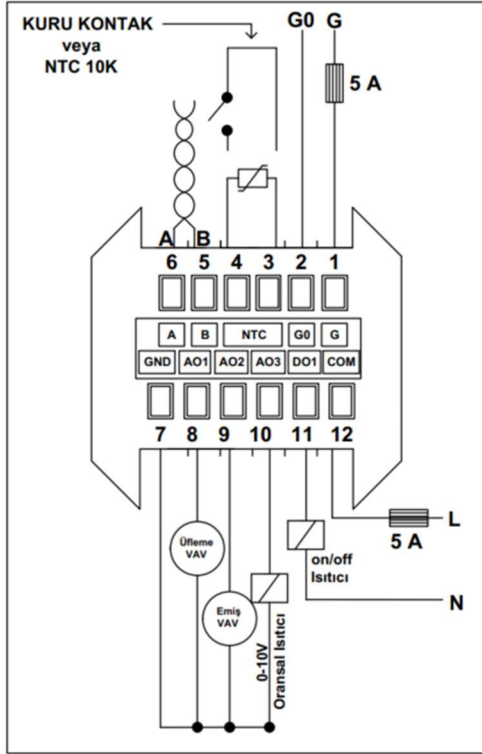 KURU KONTAK
veya
NTC 10K
G0 G
5 A
A B
6 5 4 3 2 1
A B NTC G0 G
GND AO1 AO2 AO3 DO1 COM
7 8 9 10 11 12
L
5 A
on/off
Isıtıcı
N
Üfleme
VAV
Emiş
VAV
0-10V
Oransal Isıtıcı